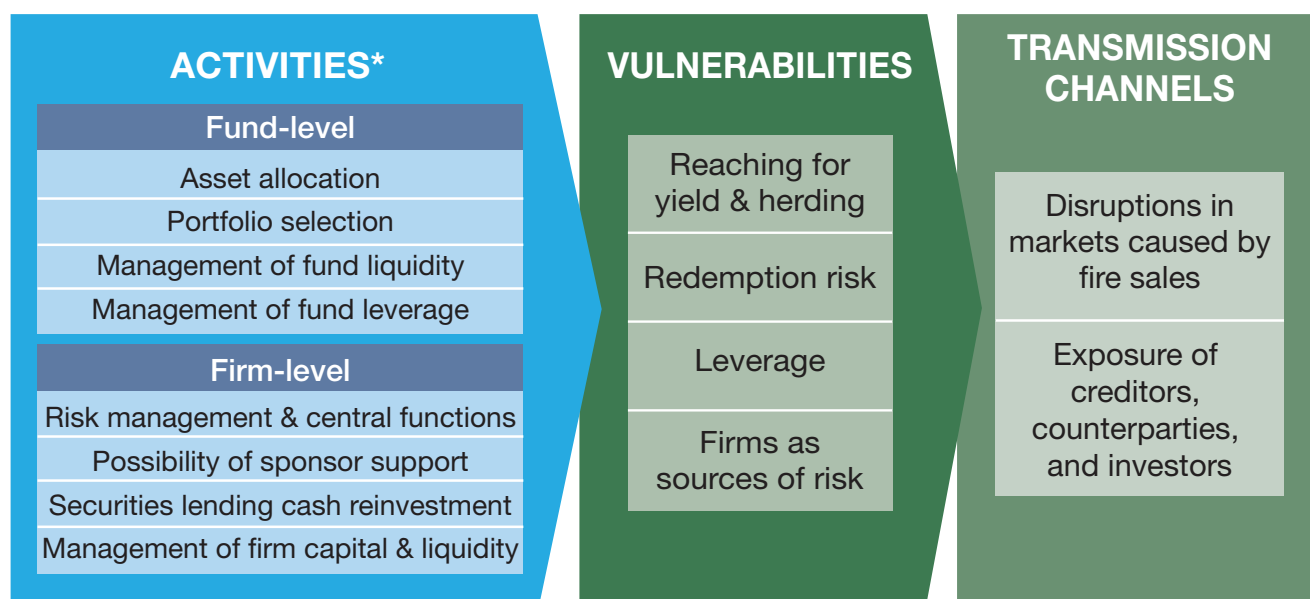 ACTIVITIES*
Fund-level
Asset allocation
Portfolio selection
Management of fund liquidity
Management of fund leverage
Firm-level
Risk management & central functions
Possibility of sponsor support
Securities lending cash reinvestment
Management of firm capital & liquidity
VULNERABILITIES
Reaching for
yield & herding
Redemption risk
Leverage
Firms as
sources of risk
TRANSMISSION
CHANNELS
Disruptions in
markets caused by
fire sales
Exposure of
creditors,
counterparties,
and investors